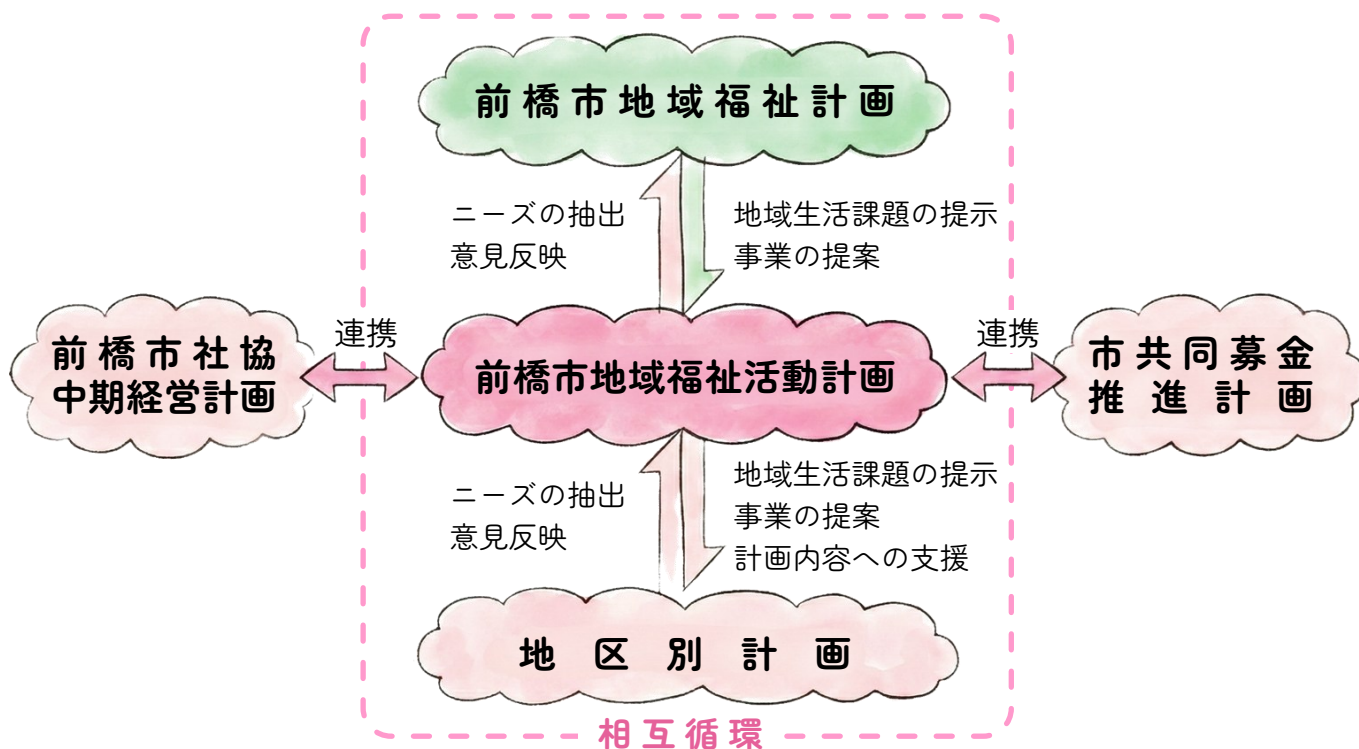 前橋市地域福祉計画
ニーズの抽出
意見反映
地域生活課題の提示
事業の提案
前橋市社協
中期経営計画
連携
前橋市地域福祉活動計画
連携
市共同募金
推進計画
ニーズの抽出
意見反映
地域生活課題の提示
事業の提案
計画内容への支援
地区別計画
相互循環